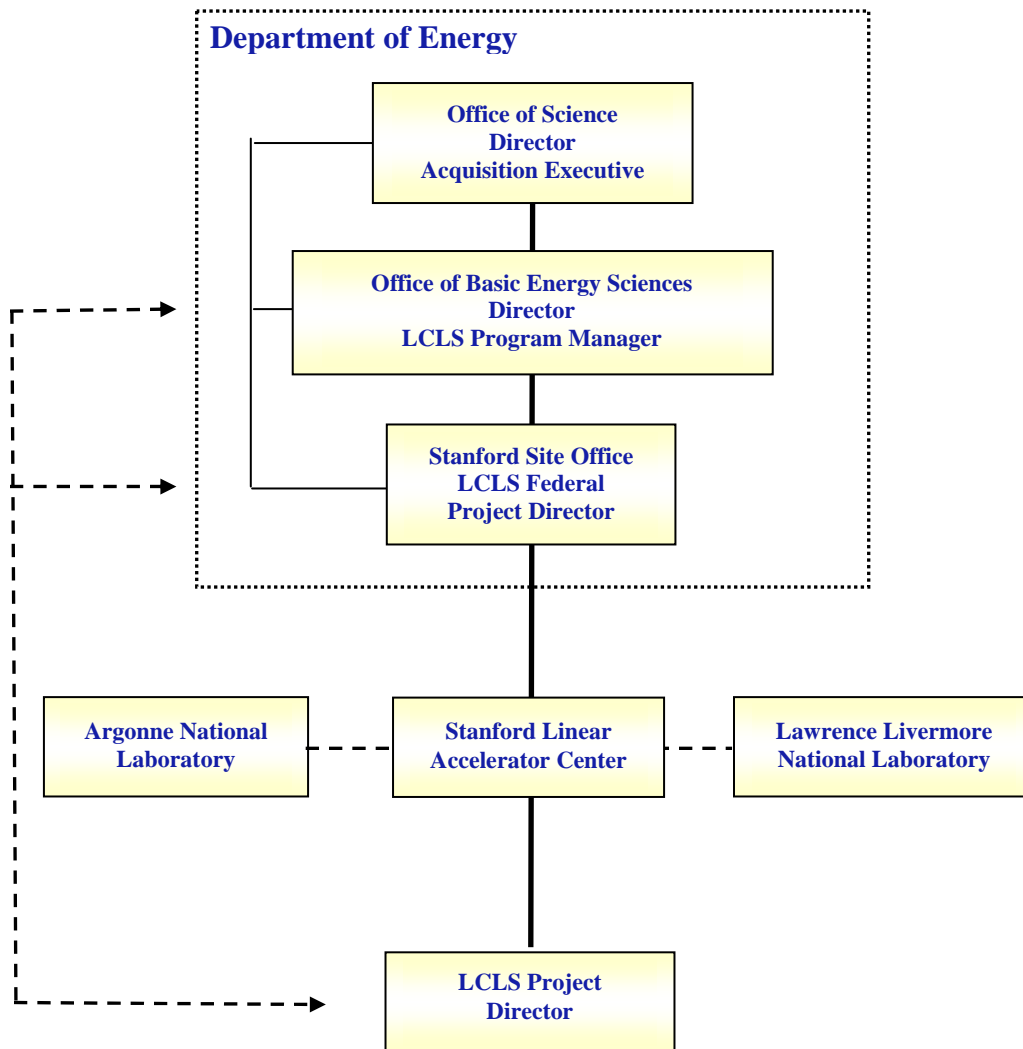 Department of Energy
Office of Science
Director
Acquisition Executive
Office of Basic Energy Sciences
Director
LCLS Program Manager
Stanford Site Office
LCLS Federal
Project Director
Argonne National
Laboratory
Stanford Linear
Accelerator Center
Lawrence Livermore
National Laboratory
LCLS Project
Director